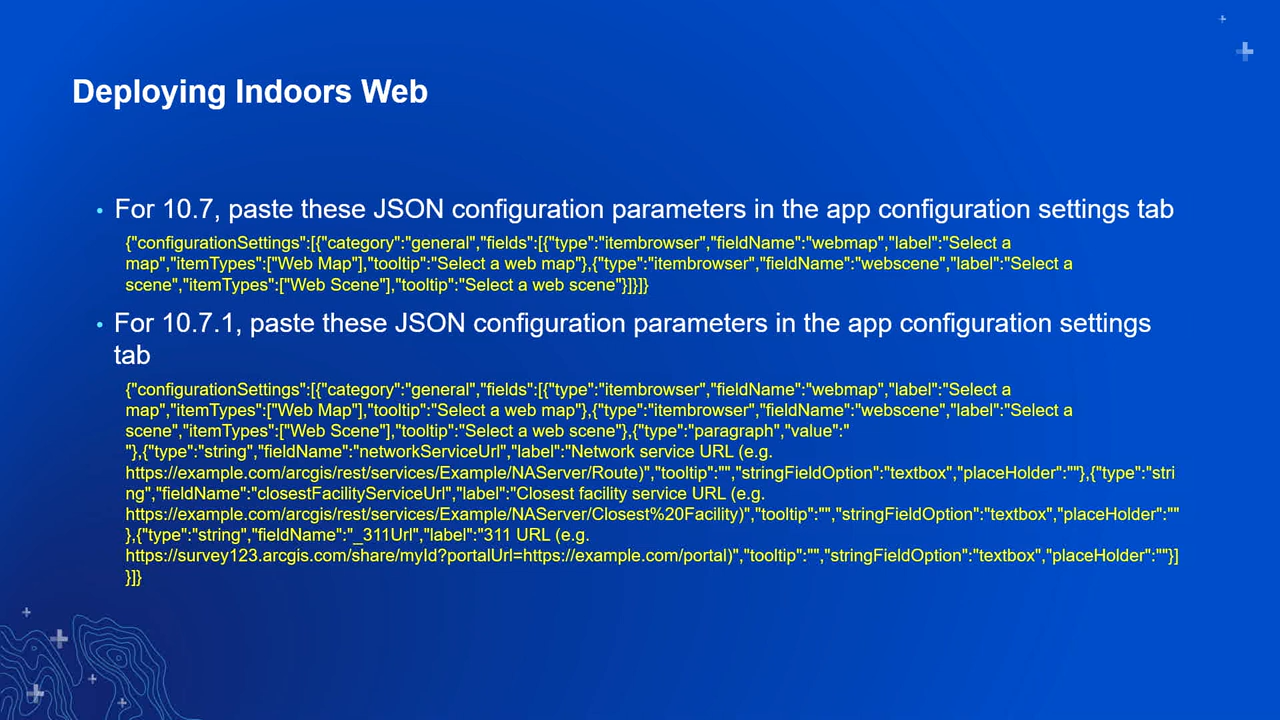 Deploying Indoors Web
• For 10.7, paste these JSON configuration parameters in the app configuration settings tab
{"configurationSettings":[{"category":"general","fields":[{"type":"itembrowser","fieldName":"webmap","label":"Select a
map","itemTypes":["Web Map"],"tooltip":"Select a web map"},{"type":"itembrowser","fieldName":"webscene","label":"Select a
scene","itemTypes":["Web Scene"],"tooltip":"Select a web scene"}]}]}
• For 10.7.1, paste these JSON configuration parameters in the app configuration settings
tab
{"configurationSettings":[{"category":"general","fields":[{"type":"itembrowser","fieldName":"webmap","label":"Select a
map","itemTypes":["Web Map"],"tooltip":"Select a web map"},{"type":"itembrowser","fieldName":"webscene","label":"Select a
scene","itemTypes":["Web Scene"],"tooltip":"Select a web scene"},{"type":"paragraph","value":"
"},{"type":"string","fieldName":"networkServiceUrl","label":"Network service URL (e.g.
https://example.com/arcgis/rest/services/Example/NAServer/Route)","tooltip":"","stringFieldOption":"textbox","placeHolder":""},{"type":"stri
ng","fieldName":"closestFacilityServiceUrl","label":"Closest facility service URL (e.g.
https://example.com/arcgis/rest/services/Example/NAServer/Closest%20Facility)","tooltip":"","stringFieldOption":"textbox","placeHolder":""
},{"type":"string","fieldName":"_311Url","label":"311 URL (e.g.
https://survey123.arcgis.com/share/myId?portalUrl=https://example.com/portal)","tooltip":"","stringFieldOption":"textbox","placeHolder":""}]
}]}